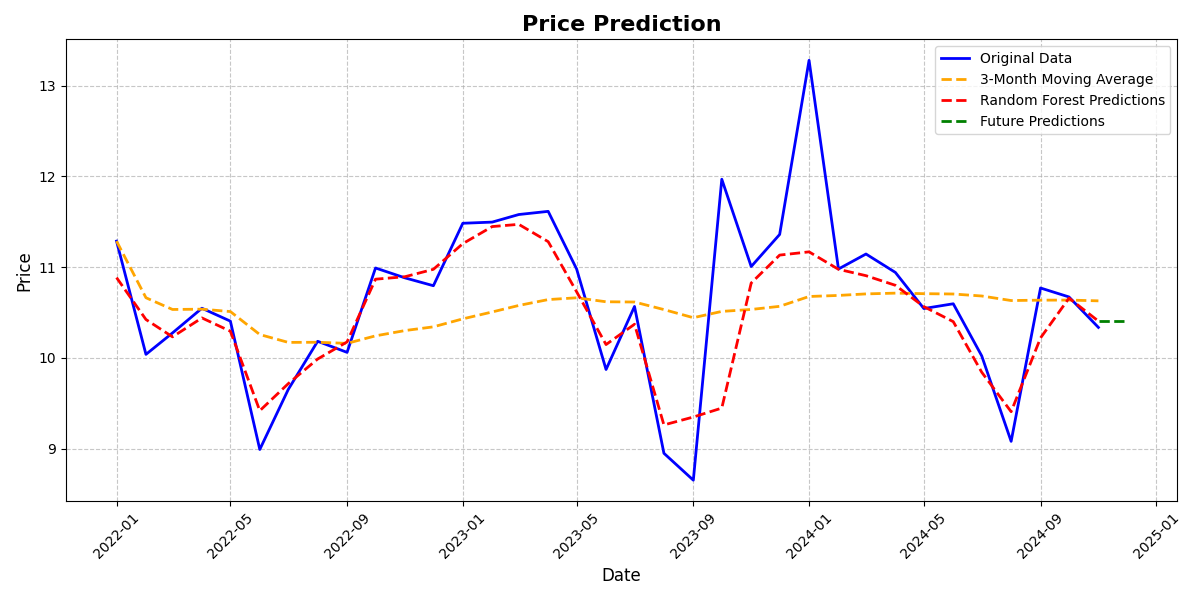 Price Prediction
Original Data
3-Month Moving Average
Random Forest Predictions
Future Predictions
Price
13
12
11
10
9
2022-01
2022-05
2022-09
2023-01
2023-05
2023-09
2024-01
2024-05
2024-09
2025-01
Date